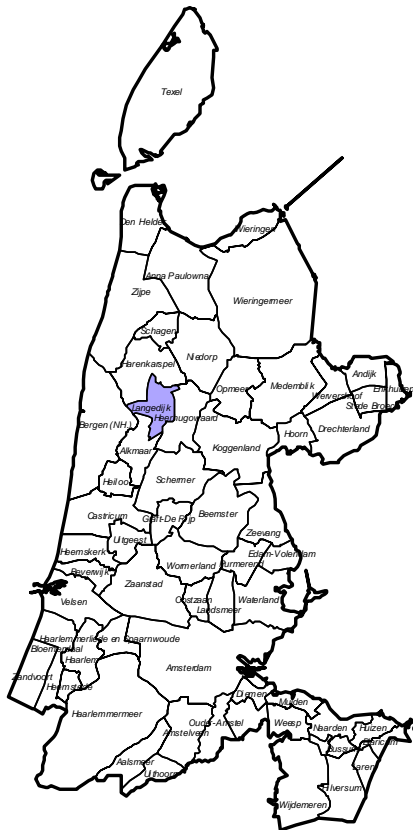 Texel
Den Helder
Wieringen
Anna Paulowna
Zijpe
Wieringermeer
Schagen
Niedorp
Harenkarspel
Andijk
Opmeer
Medemblik
Enkhuizen
Wervershoof
Stede Broec
Langedijk
Heerhugowaard
Bergen (NH.)
Drechterland
Hoorn
Koggenland
Alkmaar
Heiloo
Schermer
Castricum
Graft-De Rijp
Beemster
Zeevang
Uitgeest
Heemskerk
Edam-Volendam
Wormerland
Purmerend
Beverwijk
Zaanstad
Velsen
Oostzaan
Waterland
Landsmeer
Haarlemmerliede en Spaarnwoude
Bloemendaal
Haarlem
Amsterdam
Zandvoort
Heemstede
Diemen
Muiden
Haarlemmermeer
Ouder-Amstel
Weesp
Naarden
Huizen
Amstelveen
Bussum
Blaricum
Aalsmeer
Laren
Uithoorn
Hilversum
Wijdemeren